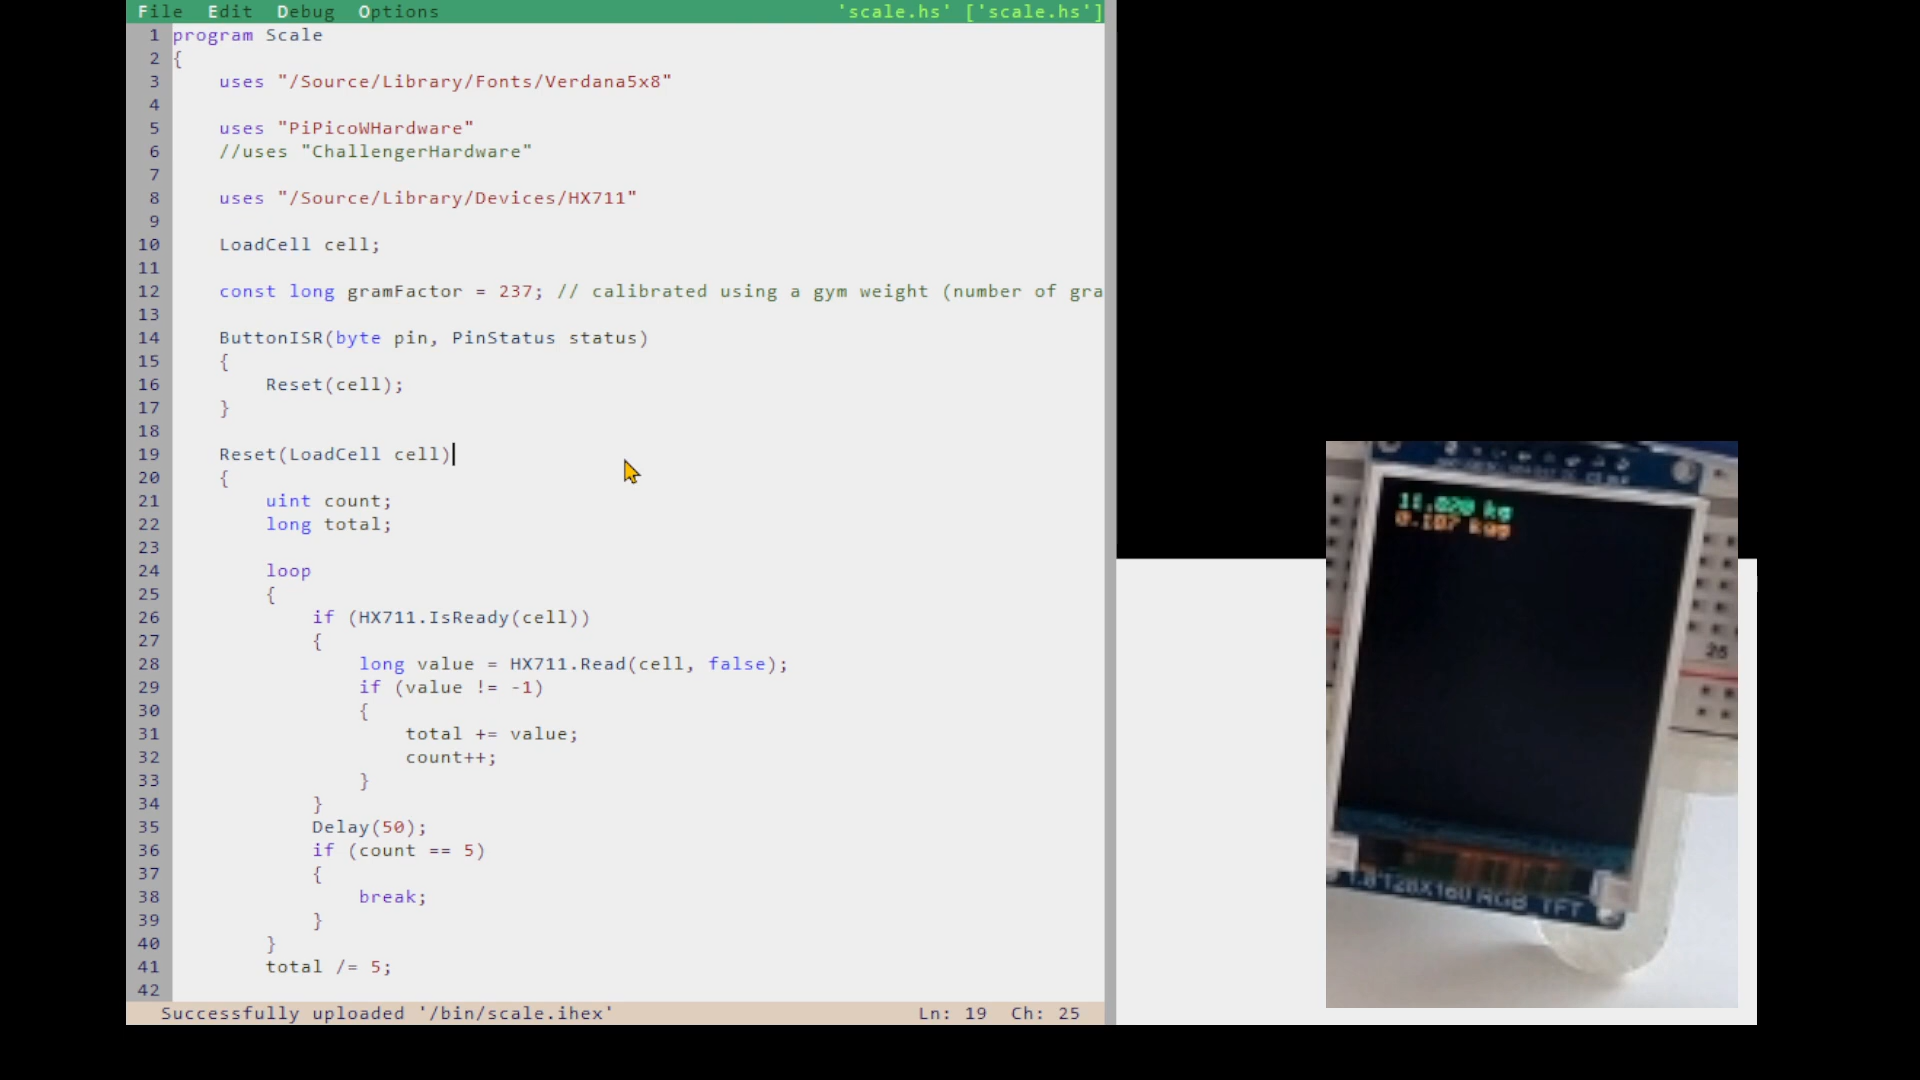 File Edit Debug Options 'scale.hs' ['scale.hs']
1 program Scale
2 {
3 uses "/Source/Library/Fonts/Verdana5x8"
4
5 uses "PiPicoWHardware"
6 //uses "ChallengerHardware"
7
8 uses "/Source/Library/Devices/HX711"
9
10 LoadCell cell;
11
12 const long gramFactor = 237; // calibrated using a gym weight (number of gra
13
14 ButtonISR(byte pin, PinStatus status)
15 {
16 Reset(cell);
17 }
18
19 Reset(LoadCell cell)
20 {
21 uint count;
22 long total;
23
24 loop
25 {
26 if (HX711.IsReady(cell))
27 {
28 long value = HX711.Read(cell, false);
29 if (value != -1)
30 {
31 total += value;
32 count++;
33 }
34 }
35 Delay(50);
36 if (count == 5)
37 {
38 break;
39 }
40 }
41 total /= 5;
42
Successfully uploaded '/bin/scale.ihex' Ln: 19 Ch: 25
kg
25
1.8 128X160 RGB TFT